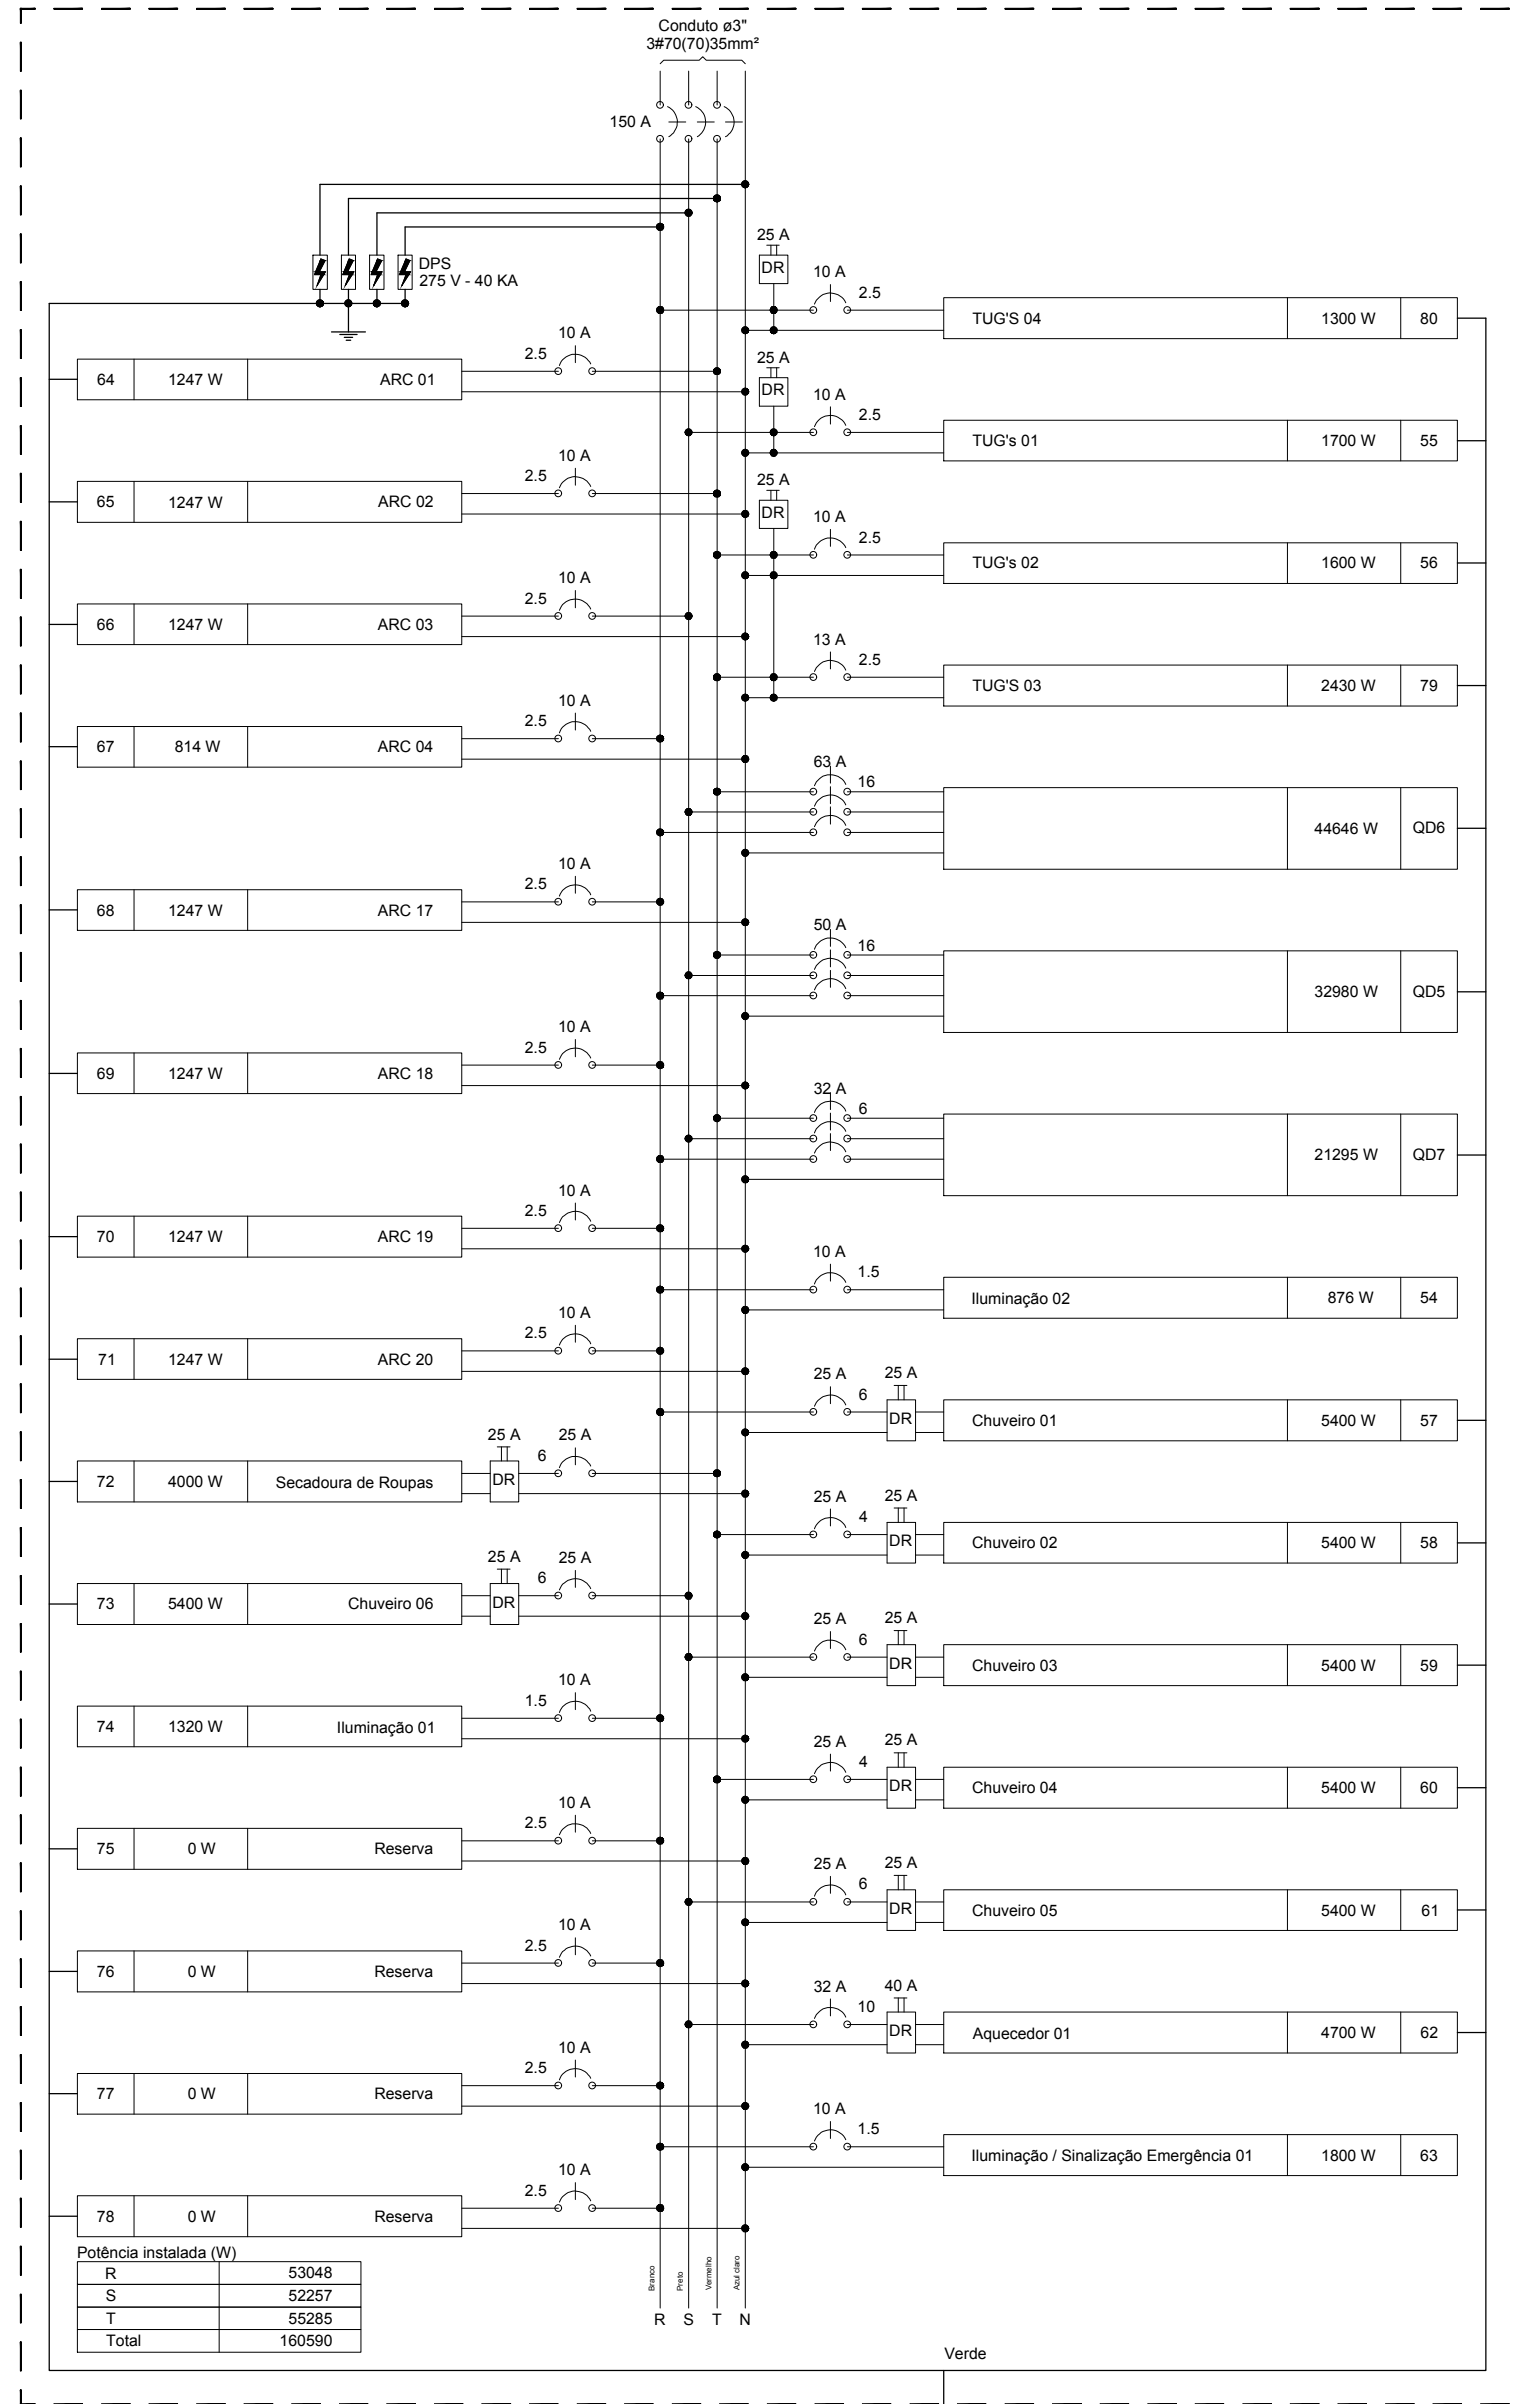 Conduto ø3"
3#70(70)35mm²
150 A
DPS
275 V - 40 KA
25 A
DR
10 A
2.5
TUG'S 04 1300 W 80
10 A
2.5
64 1247 W ARC 01
25 A
DR
10 A
2.5
TUG's 01 1700 W 55
10 A
2.5
65 1247 W ARC 02
25 A
DR
10 A
2.5
TUG's 02 1600 W 56
10 A
2.5
66 1247 W ARC 03
13 A
2.5
TUG'S 03 2430 W 79
10 A
2.5
67 814 W ARC 04
63 A
16
44646 W QD6
10 A
2.5
68 1247 W ARC 17
50 A
16
32980 W QD5
10 A
2.5
69 1247 W ARC 18
32 A
6
21295 W QD7
10 A
2.5
70 1247 W ARC 19
10 A
1.5
Iluminação 02 876 W 54
10 A
2.5
71 1247 W ARC 20
25 A 25 A
6
DR
Chuveiro 01 5400 W 57
25 A 25 A
6
DR
72 4000 W Secadoura de Roupas
25 A 25 A
4
DR
Chuveiro 02 5400 W 58
25 A 25 A
6
DR
73 5400 W Chuveiro 06
25 A 25 A
6
DR
Chuveiro 03 5400 W 59
10 A
1.5
74 1320 W Iluminação 01
25 A 25 A
4
DR
Chuveiro 04 5400 W 60
10 A
2.5
75 0 W Reserva
25 A 25 A
6
DR
Chuveiro 05 5400 W 61
10 A
2.5
76 0 W Reserva
32 A 40 A
10
DR
Aquecedor 01 4700 W 62
10 A
2.5
77 0 W Reserva
10 A
1.5
Iluminação / Sinalização Emergência 01 1800 W 63
10 A
2.5
78 0 W Reserva
Potência instalada (W)
R 53048
S 52257
T 55285
Total 160590
Branco
Preto
Vermelho
Azul claro
R S T N
Verde